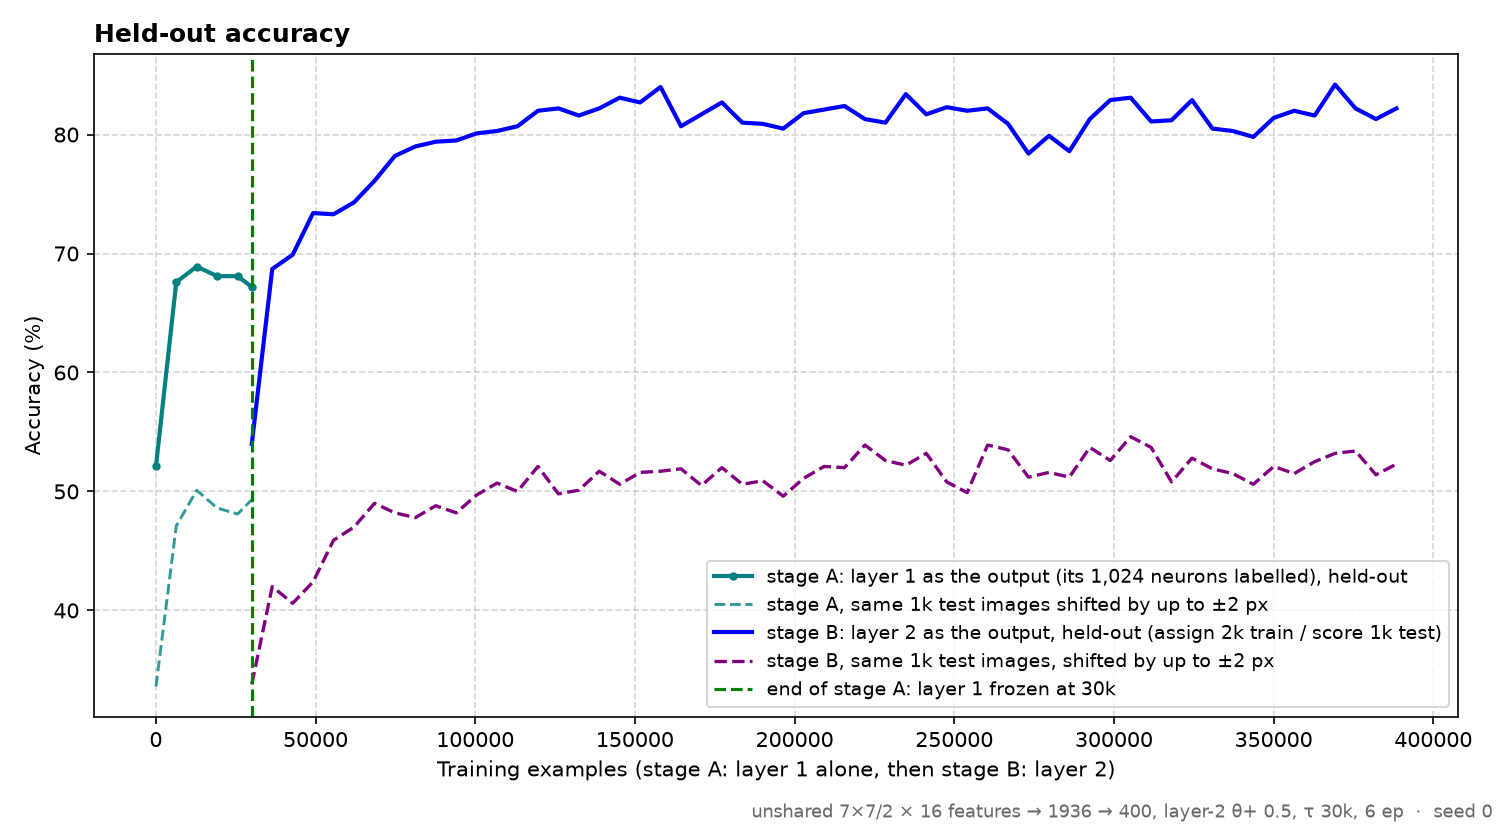 Held-out accuracy
Accuracy (%)
80
70
60
50
40
stage A: layer 1 as the output (its 1,024 neurons labelled), held-out
stage A, same 1k test images shifted by up to ±2 px
stage B: layer 2 as the output, held-out (assign 2k train / score 1k test)
stage B, same 1k test images, shifted by up to ±2 px
end of stage A: layer 1 frozen at 30k
0 50000 100000 150000 200000 250000 300000 350000 400000
Training examples (stage A: layer 1 alone, then stage B: layer 2)
unshared 7×7/2 × 16 features → 1936 → 400, layer-2 θ+ 0.5, τ 30k, 6 ep · seed 0